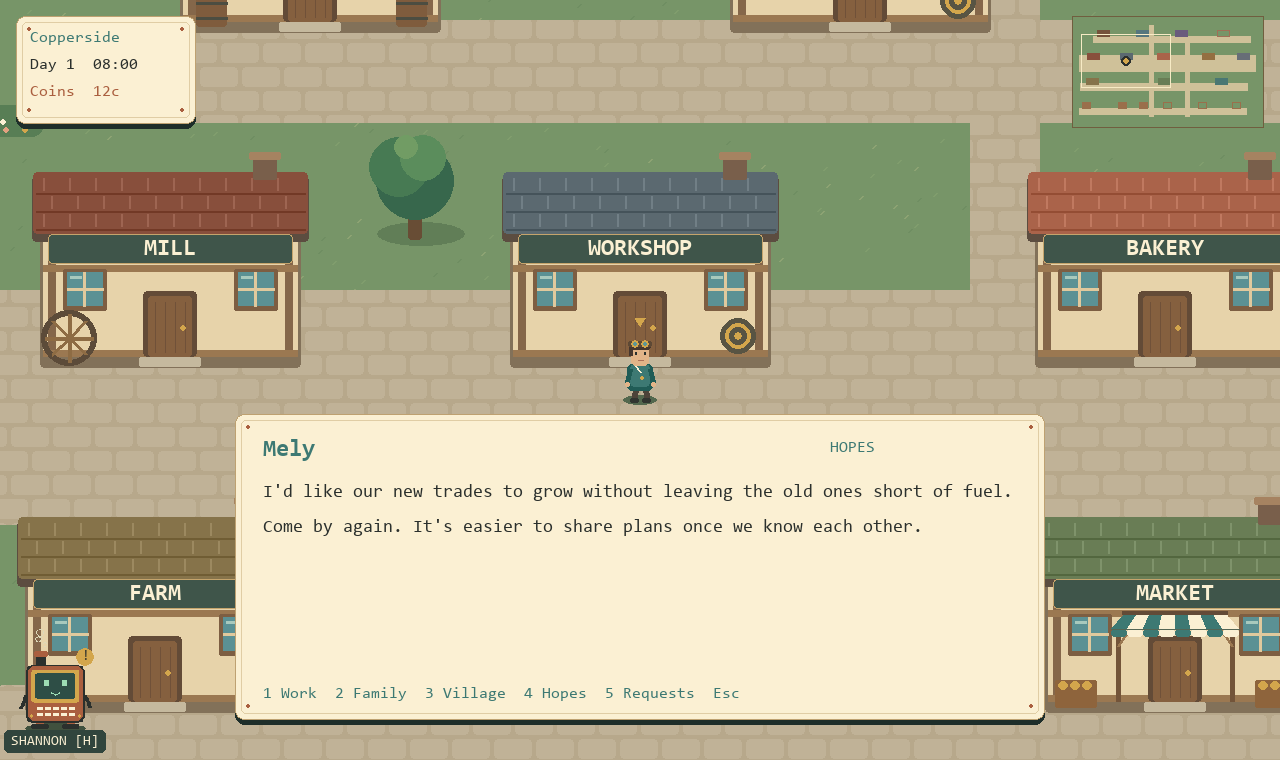 Copperside
Day 1  08:00
Coins  12c
MILL
WORKSHOP
BAKERY
Mely
HOPES
I'd like our new trades to grow without leaving the old ones short of fuel.
Come by again. It's easier to share plans once we know each other.
FARM
MARKET
!
1 Work  2 Family  3 Village  4 Hopes  5 Requests  Esc
SHANNON [H]